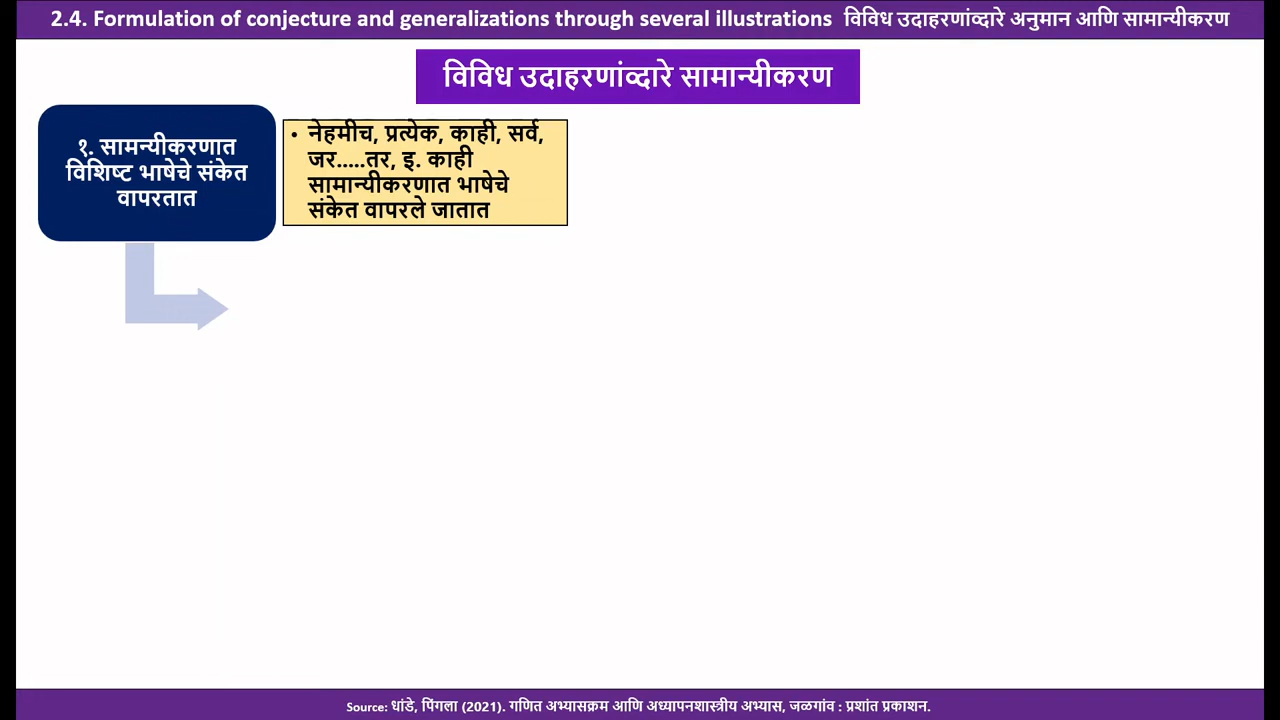 2.4. Formulation of conjecture and generalizations through several illustrations विविध उदाहरणांव्दारे अनुमान आणि सामान्यीकरण
विविध उदाहरणांव्दारे सामान्यीकरण
१. सामन्यीकरणात
विशिष्ट भाषेचे संकेत
वापरतात
• नेहमीच, प्रत्येक, काही, सर्व,
जर.....तर, इ. काही
सामान्यीकरणात भाषेचे
संकेत वापरले जातात
Source: धांडे, पिंगला (2021). गणित अभ्यासक्रम आणि अध्यापनशास्त्रीय अभ्यास, जळगांव : प्रशांत प्रकाशन.